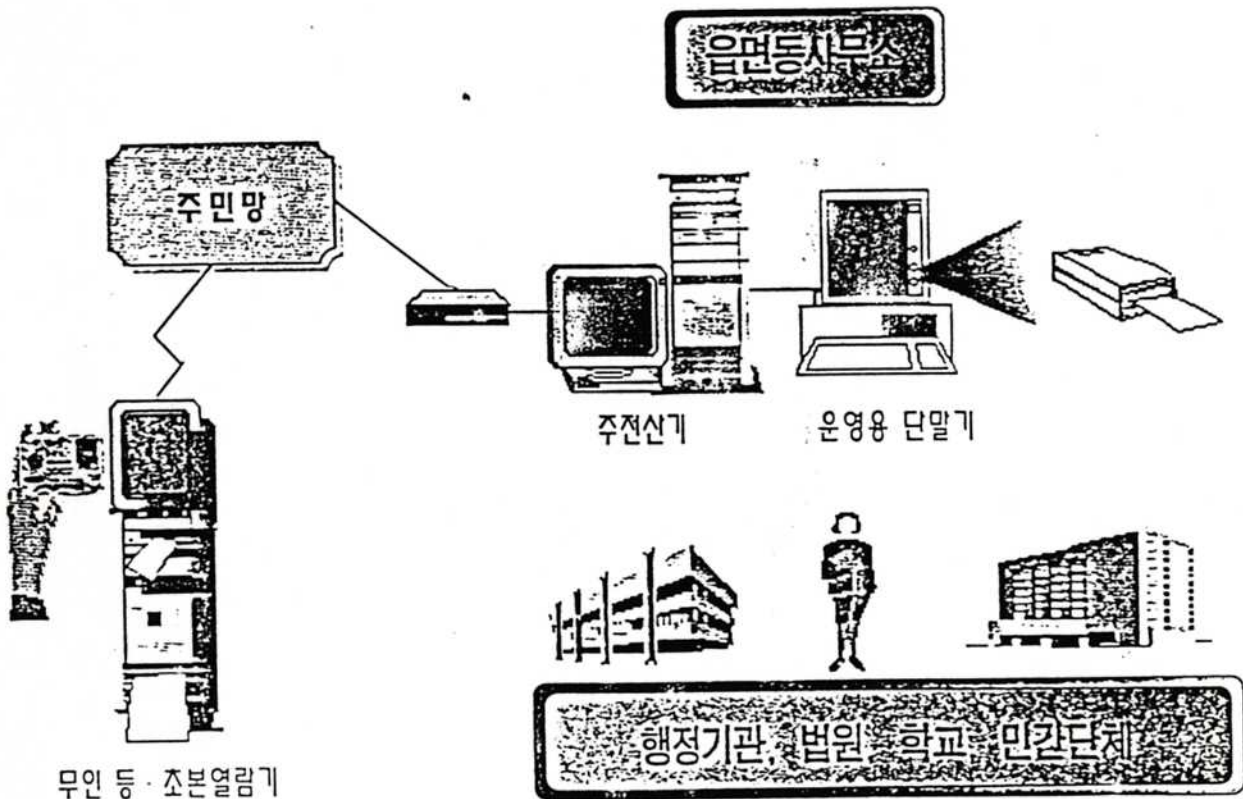 읍면동사무소
주민망
주전산기
운영용 단말기
무인 등·초본열람기
행정기관, 법원 학교 민간단체